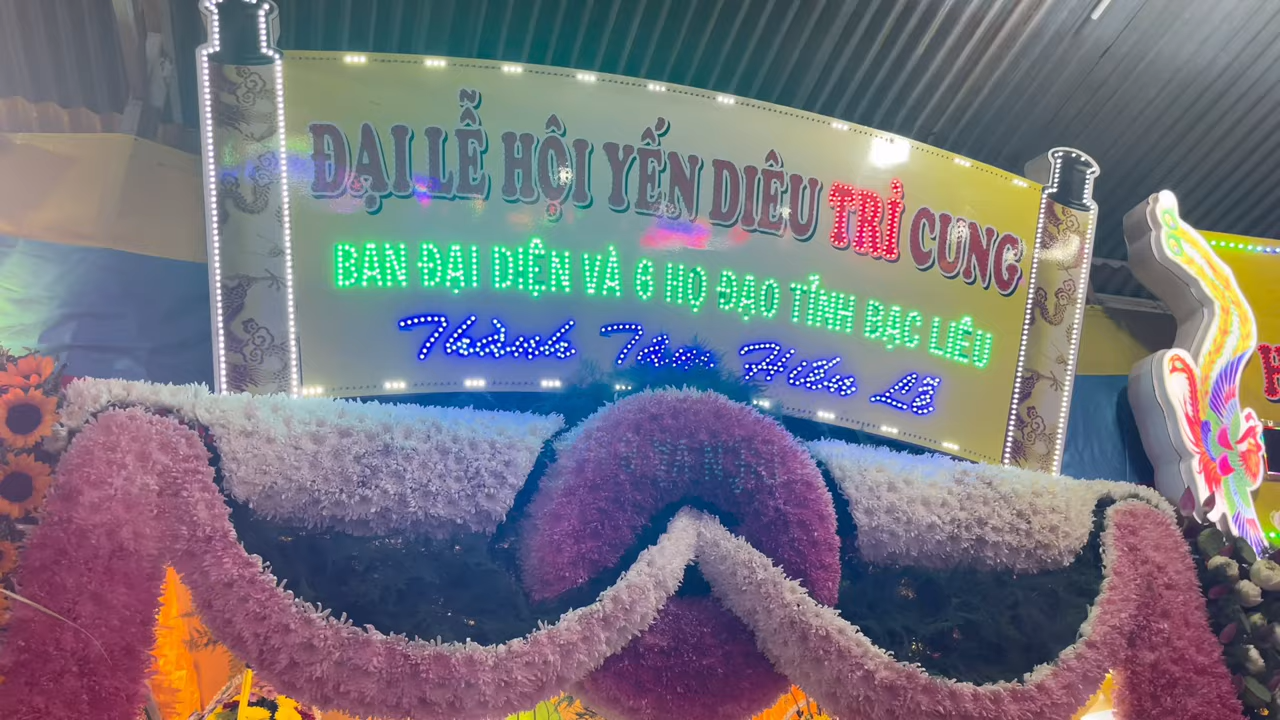 ĐẠI LỄ HỘI YẾN DIÊU TRÌ CUNG
BAN ĐẠI DIỆN VÀ 6 HỌ ĐẠO TỈNH BẠC LIÊU
Thành Tâm Hiến Lễ